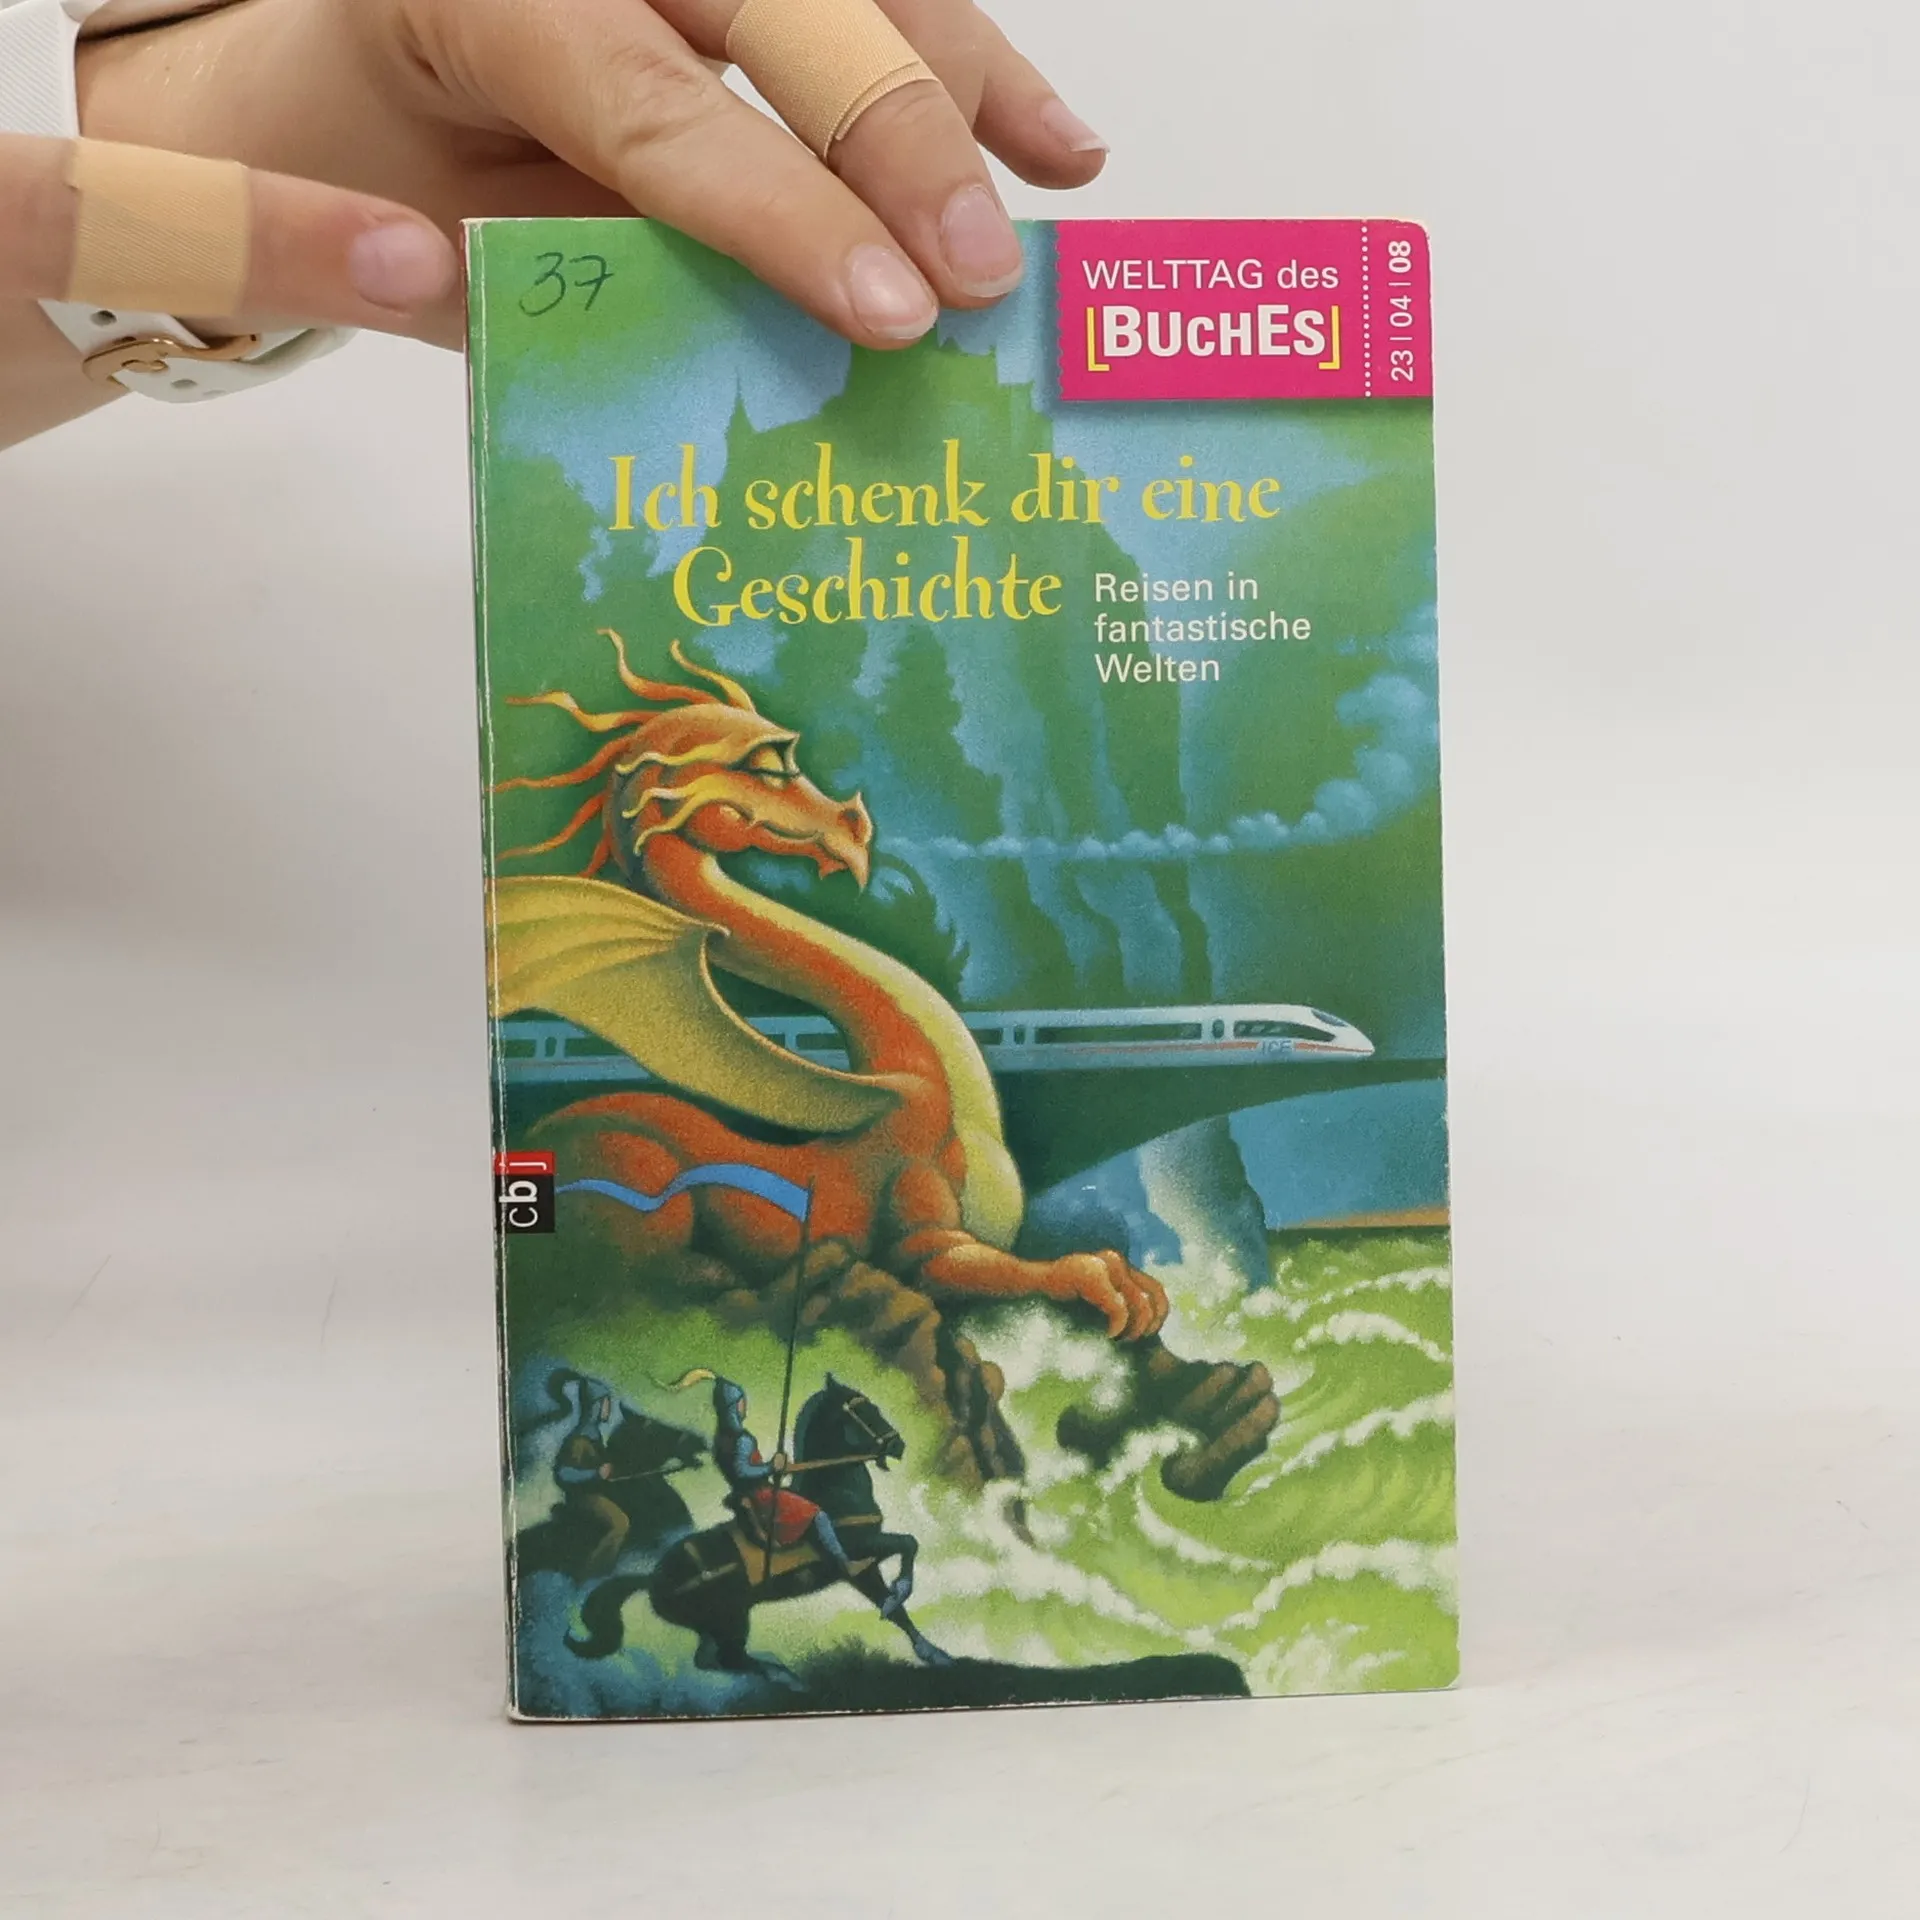 37
WELTTAG des
[BUchES]
23 | 04 | 08
Ich schenk dir eine
Geschichte
Reisen in
fantastische
Welten
ICE
cbj